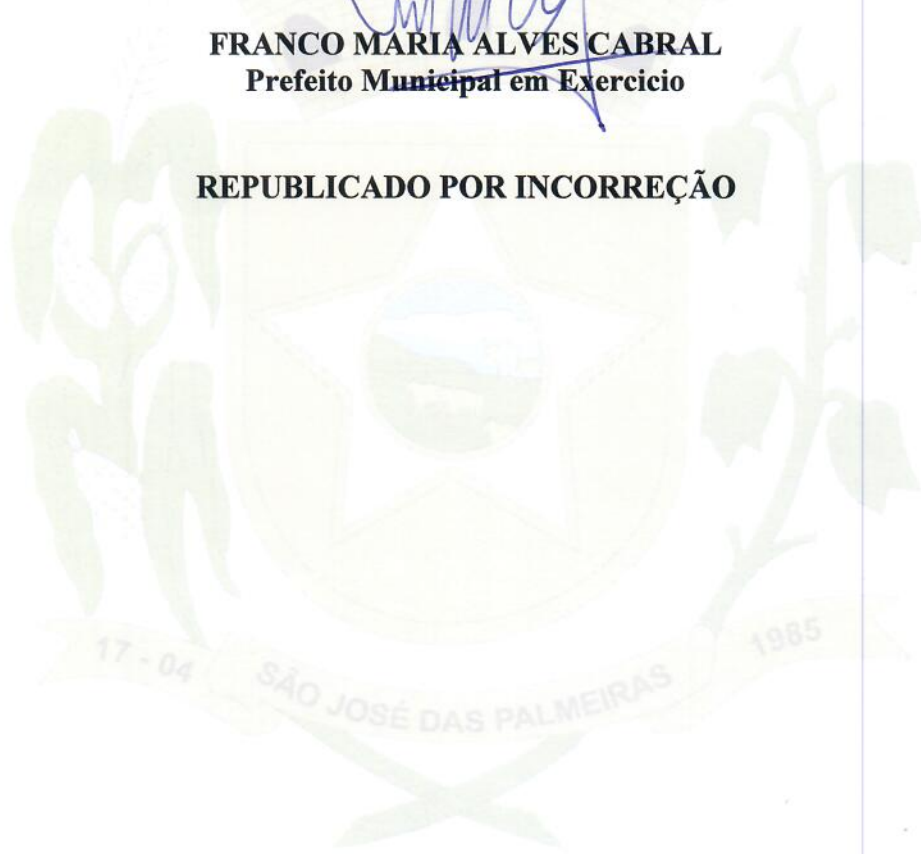 FRANCO MARIA ALVES CABRAL
Prefeito Municipal em Exercicio
REPUBLICADO POR INCORREÇÃO
17 - 04 SÃO JOSÉ DAS PALMEIRAS 1985